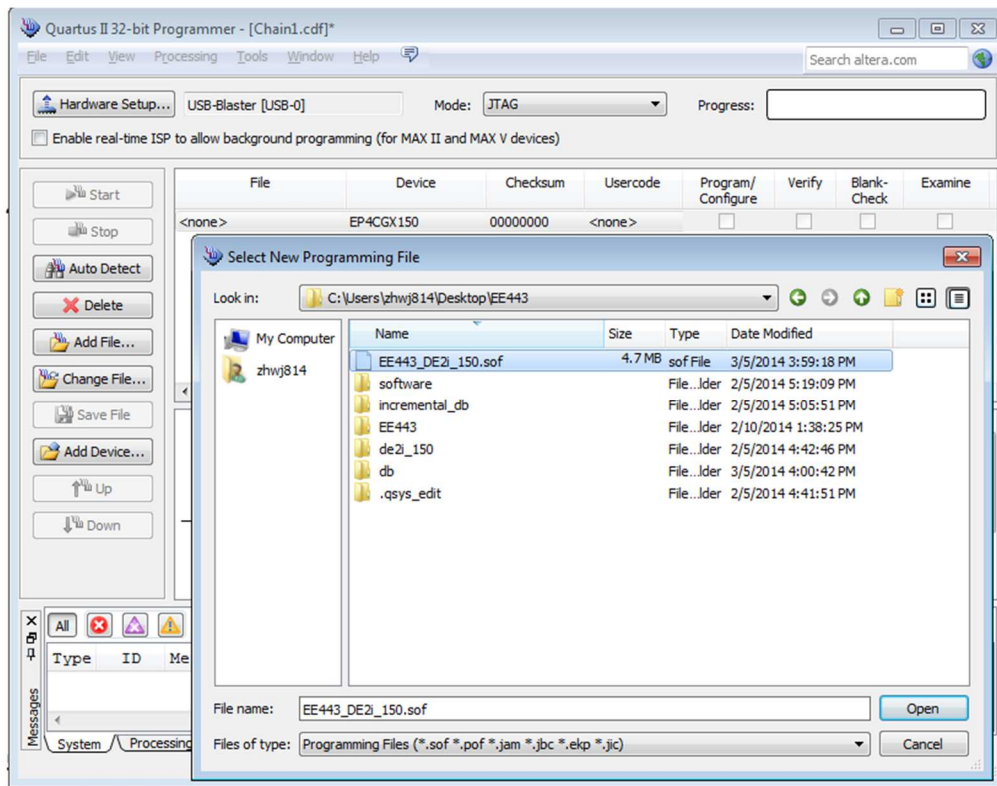 Quartus II 32-bit Programmer - [Chain1.cdf]*
File Edit View Processing Tools Window Help
Search altera.com
Hardware Setup... USB-Blaster [USB-0] Mode: JTAG Progress:
Enable real-time ISP to allow background programming (for MAX II and MAX V devices)
Start
Stop
Auto Detect
Delete
Add File...
Change File...
Save File
Add Device...
Up
Down
File Device Checksum Usercode Program/ Configure Verify Blank- Check Examine
<none> EP4CGX150 00000000 <none>
Select New Programming File
Look in: C:\Users\zhwj814\Desktop\EE443
My Computer
zhwj814
Name Size Type Date Modified
EE443_DE2i_150.sof 4.7 MB sof File 3/5/2014 3:59:18 PM
software File...lder 2/5/2014 5:19:09 PM
incremental_db File...lder 2/5/2014 5:05:51 PM
EE443 File...lder 2/10/2014 1:38:25 PM
de2i_150 File...lder 2/5/2014 4:42:46 PM
db File...lder 3/5/2014 4:00:42 PM
.qsys_edit File...lder 2/5/2014 4:41:51 PM
File name: EE443_DE2i_150.sof Open
Files of type: Programming Files (*.sof *.pof *.jam *.jbc *.ekp *.jic) Cancel
All
Type ID Me
Messages
System Processing